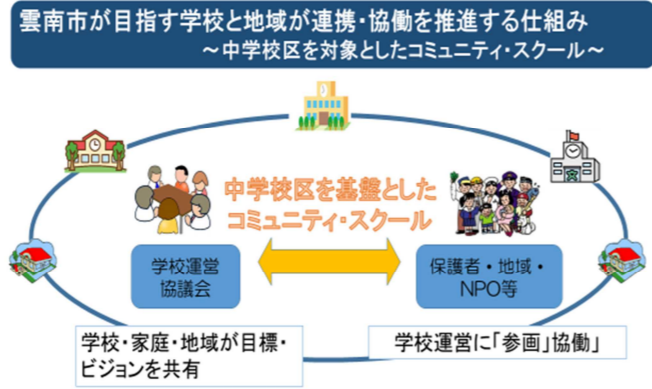 雲南市が目指す学校と地域が連携・協働を推進する仕組み
～中学校区を対象としたコミュニティ・スクール～
中学校区を基盤とした
コミュニティ・スクール
学校運営
協議会
保護者・地域・
NPO等
学校・家庭・地域が目標・
ビジョンを共有
学校運営に「参画」協働」